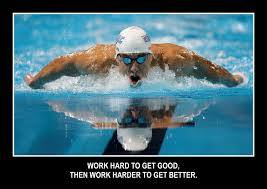 WORK HARD TO GET GOOD,
THEN WORK HARDER TO GET BETTER.